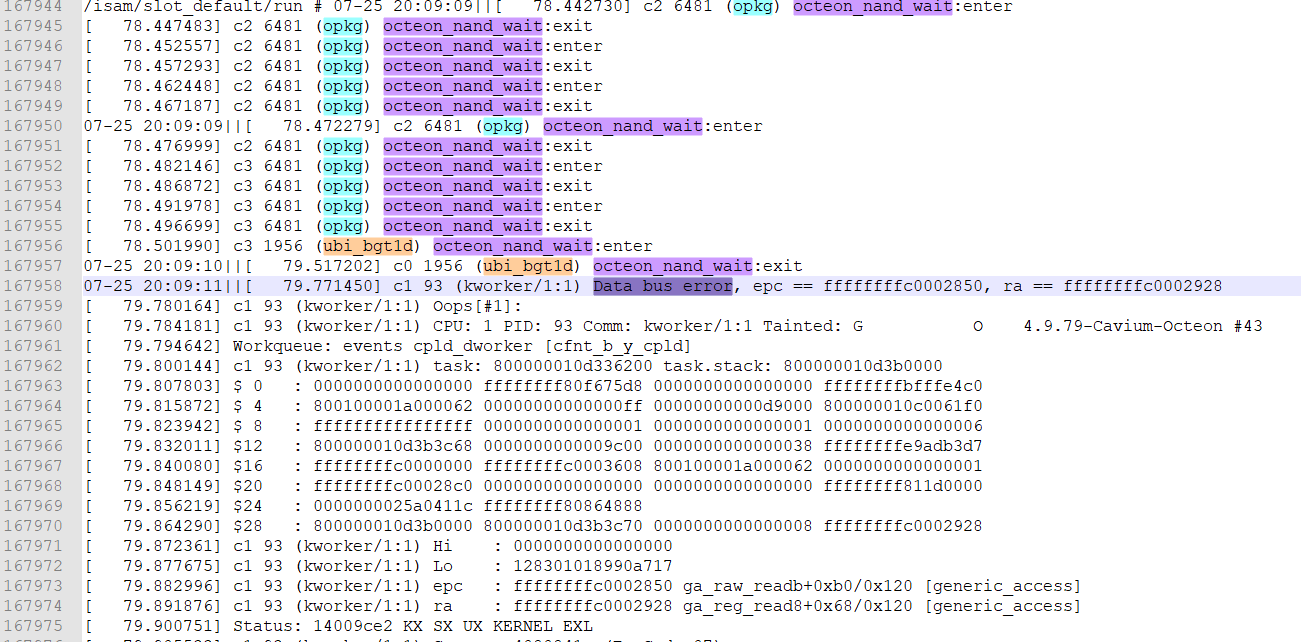 167944 /isam/slot_default/run # 07-25 20:09:09||[   78.442730] c2 6481 (opkg) octeon_nand_wait:enter
167945 [   78.447483] c2 6481 (opkg) octeon_nand_wait:exit
167946 [   78.452557] c2 6481 (opkg) octeon_nand_wait:enter
167947 [   78.457293] c2 6481 (opkg) octeon_nand_wait:exit
167948 [   78.462448] c2 6481 (opkg) octeon_nand_wait:enter
167949 [   78.467187] c2 6481 (opkg) octeon_nand_wait:exit
167950 07-25 20:09:09||[   78.472279] c2 6481 (opkg) octeon_nand_wait:enter
167951 [   78.476999] c2 6481 (opkg) octeon_nand_wait:exit
167952 [   78.482146] c3 6481 (opkg) octeon_nand_wait:enter
167953 [   78.486872] c3 6481 (opkg) octeon_nand_wait:exit
167954 [   78.491978] c3 6481 (opkg) octeon_nand_wait:enter
167955 [   78.496699] c3 6481 (opkg) octeon_nand_wait:exit
167956 [   78.501990] c3 1956 (ubi_bgt1d) octeon_nand_wait:enter
167957 07-25 20:09:10||[   79.517202] c0 1956 (ubi_bgt1d) octeon_nand_wait:exit
167958 07-25 20:09:11||[   79.771450] c1 93 (kworker/1:1) Data bus error, epc == ffffffffc0002850, ra == ffffffffc0002928
167959 [   79.780164] c1 93 (kworker/1:1) Oops[#1]:
167960 [   79.784181] c1 93 (kworker/1:1) CPU: 1 PID: 93 Comm: kworker/1:1 Tainted: G           O    4.9.79-Cavium-Octeon #43
167961 [   79.794642] Workqueue: events cpld_dworker [cfnt_b_y_cpld]
167962 [   79.800144] c1 93 (kworker/1:1) task: 800000010d336200 task.stack: 800000010d3b0000
167963 [   79.807803] $ 0   : 0000000000000000 ffffffff80f675d8 0000000000000000 ffffffffbfffe4c0
167964 [   79.815872] $ 4   : 800100001a000062 00000000000000ff 00000000000d9000 800000010c0061f0
167965 [   79.823942] $ 8   : ffffffffffffffff 0000000000000001 0000000000000001 0000000000000006
167966 [   79.832011] $12   : 800000010d3b3c68 0000000000009c00 0000000000000038 ffffffffe9adb3d7
167967 [   79.840080] $16   : ffffffffc0000000 ffffffffc0003608 800100001a000062 0000000000000001
167968 [   79.848149] $20   : ffffffffc00028c0 0000000000000000 0000000000000000 ffffffff811d0000
167969 [   79.856219] $24   : 0000000025a0411c ffffffff80864888
167970 [   79.864290] $28   : 800000010d3b0000 800000010d3b3c70 0000000000000008 ffffffffc0002928
167971 [   79.872361] c1 93 (kworker/1:1) Hi    : 0000000000000000
167972 [   79.877675] c1 93 (kworker/1:1) Lo    : 128301018990a717
167973 [   79.882996] c1 93 (kworker/1:1) epc   : ffffffffc0002850 ga_raw_readb+0xb0/0x120 [generic_access]
167974 [   79.891876] c1 93 (kworker/1:1) ra    : ffffffffc0002928 ga_reg_read8+0x68/0x120 [generic_access]
167975 [   79.900751] Status: 14009ce2 KX SX UX KERNEL EXL